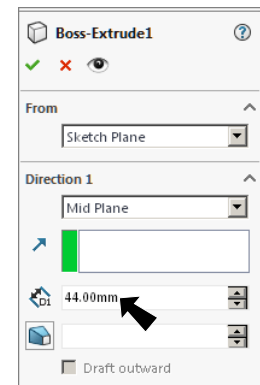 Boss-Extrude1
From
Sketch Plane
Direction 1
Mid Plane
D1 44.00mm
Draft outward